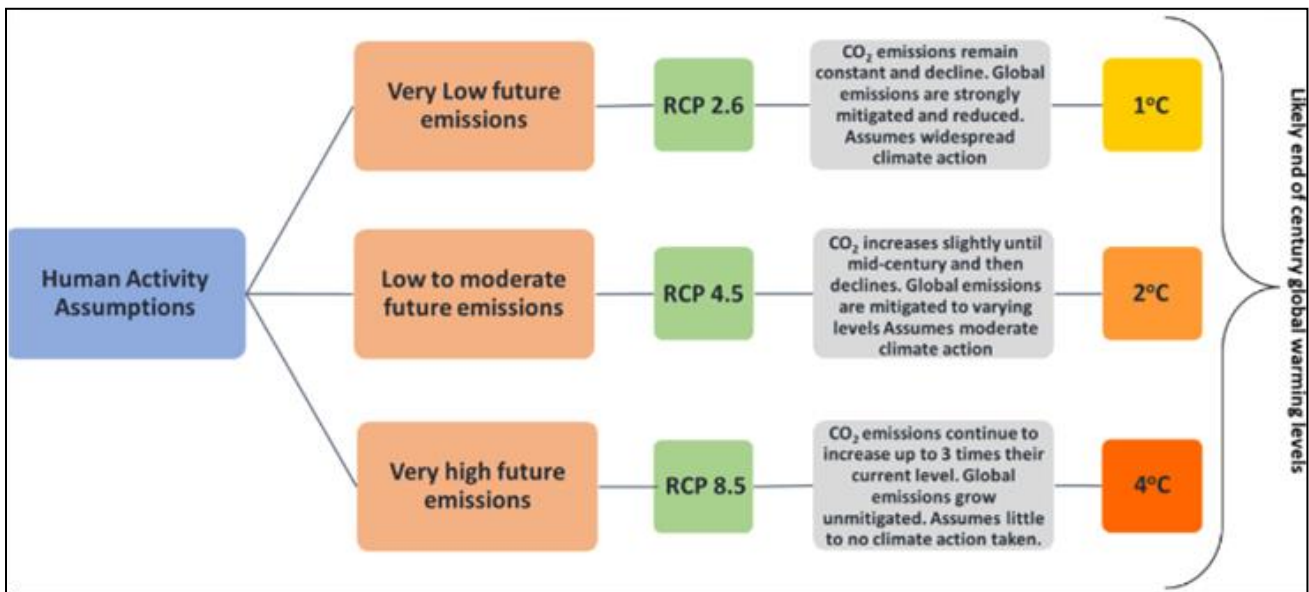 Human Activity
Assumptions
Very Low future
emissions
RCP 2.6
CO₂ emissions remain
constant and decline. Global
emissions are strongly
mitigated and reduced.
Assumes widespread
climate action
1°C
Low to moderate
future emissions
RCP 4.5
CO₂ increases slightly until
mid-century and then
declines. Global emissions
are mitigated to varying
levels Assumes moderate
climate action
2°C
Very high future
emissions
RCP 8.5
CO₂ emissions continue to
increase up to 3 times their
current level. Global
emissions grow
unmitigated. Assumes little
to no climate action taken.
4°C
Likely end of century global warming levels